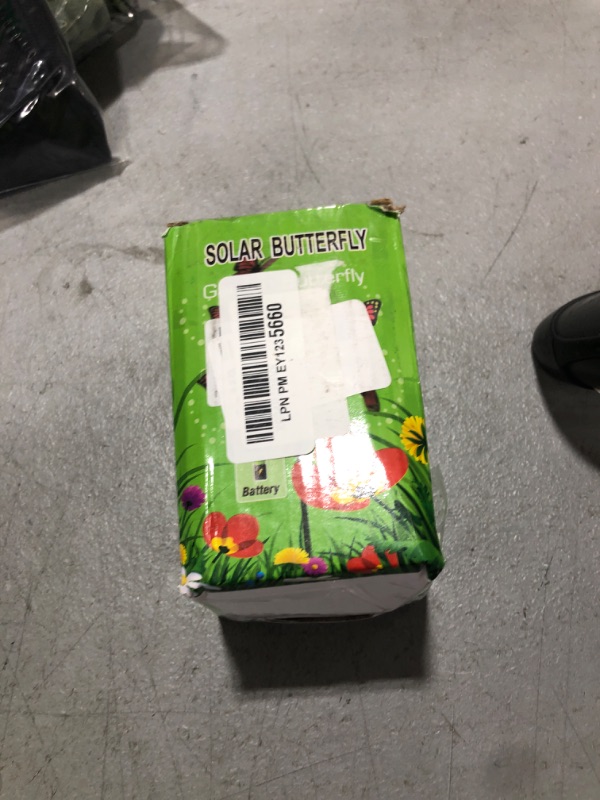 SOLAR BUTTERFLY
LPN PM EY123 5660
Battery